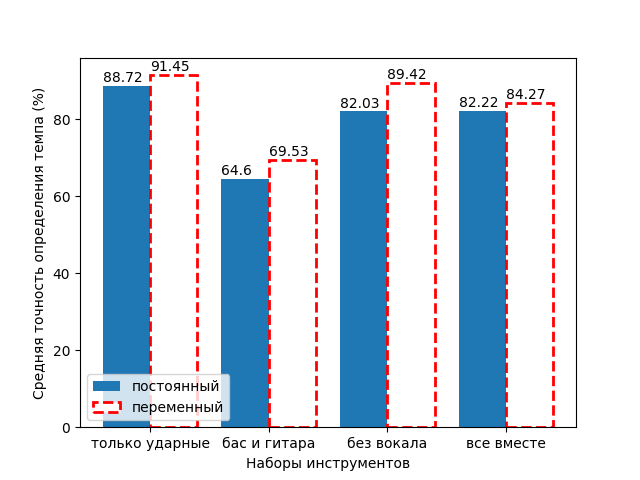 Средняя точность определения темпа (%)
80
60
40
20
0
88.72
91.45
64.6
69.53
82.03
89.42
82.22
84.27
постоянный
переменный
только ударные
бас и гитара
без вокала
все вместе
Наборы инструментов